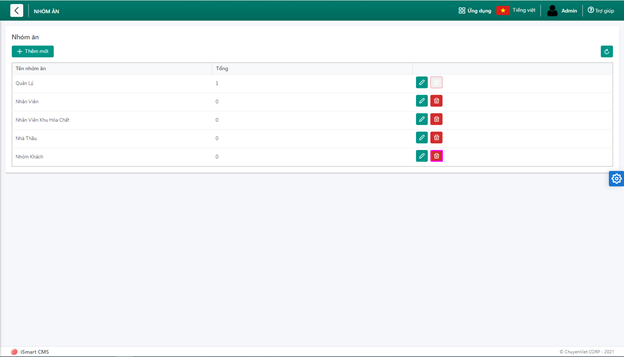 NHÓM ĂN
Ứng dụng
Tiếng việt
Admin
Trợ giúp
Nhóm ăn
Thêm mới
Tên nhóm ăn
Tổng
Quản Lý
1
Nhân Viên
0
Nhân Viên Khu Hóa Chất
0
Nhà Thầu
0
Nhóm Khách
0
iSmart CMS
© ChuyenViet CORP - 2021